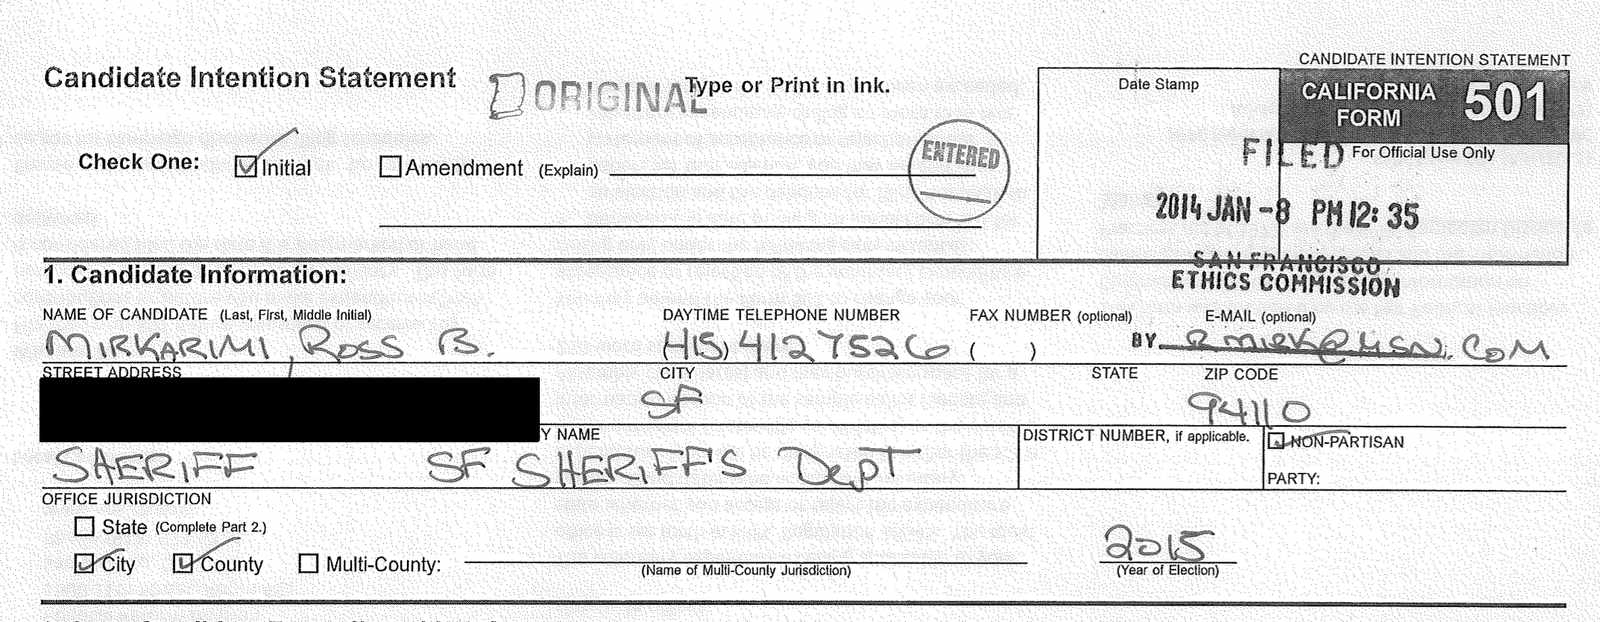 CANDIDATE INTENTION STATEMENT
Candidate Intention Statement
ORIGINAL
Type or Print in Ink.
Date Stamp
CALIFORNIA FORM 501
For Official Use Only
Check One: Initial Amendment (Explain)
ENTERED
FILED
2014 JAN -8 PM 12: 35
SAN FRANCISCO
ETHICS COMMISSION
1. Candidate Information:
NAME OF CANDIDATE (Last, First, Middle Initial) DAYTIME TELEPHONE NUMBER FAX NUMBER (optional) E-MAIL (optional)
MIRKARIMI, ROSS B. (415) 412 7526 ( ) BY RMIRK@MSN.COM
STREET ADDRESS CITY STATE ZIP CODE
SF 94110
Y NAME DISTRICT NUMBER, if applicable. NON-PARTISAN
SHERIFF SF SHERIFF'S DEPT PARTY:
OFFICE JURISDICTION
State (Complete Part 2.)
City County Multi-County: 2015
(Name of Multi-County Jurisdiction) (Year of Election)